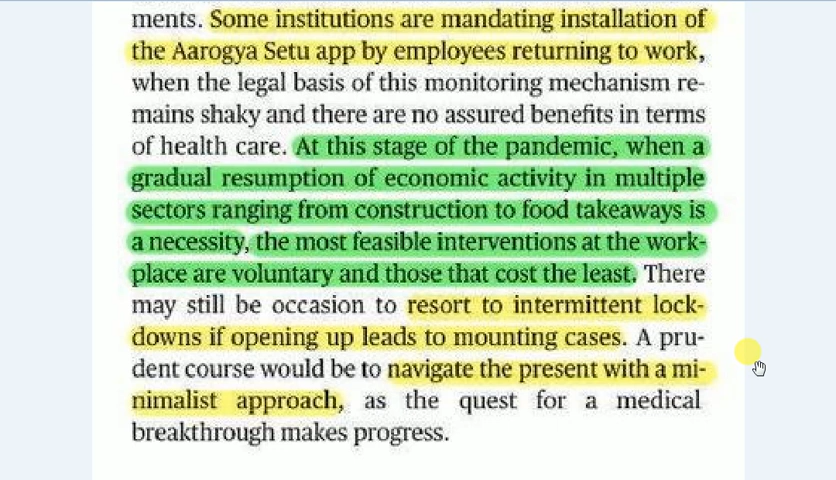 ments. Some institutions are mandating installation of
the Aarogya Setu app by employees returning to work,
when the legal basis of this monitoring mechanism re-
mains shaky and there are no assured benefits in terms
of health care. At this stage of the pandemic, when a
gradual resumption of economic activity in multiple
sectors ranging from construction to food takeaways is
a necessity, the most feasible interventions at the work-
place are voluntary and those that cost the least. There
may still be occasion to resort to intermittent lock-
downs if opening up leads to mounting cases. A pru-
dent course would be to navigate the present with a mi-
nimalist approach, as the quest for a medical
breakthrough makes progress.